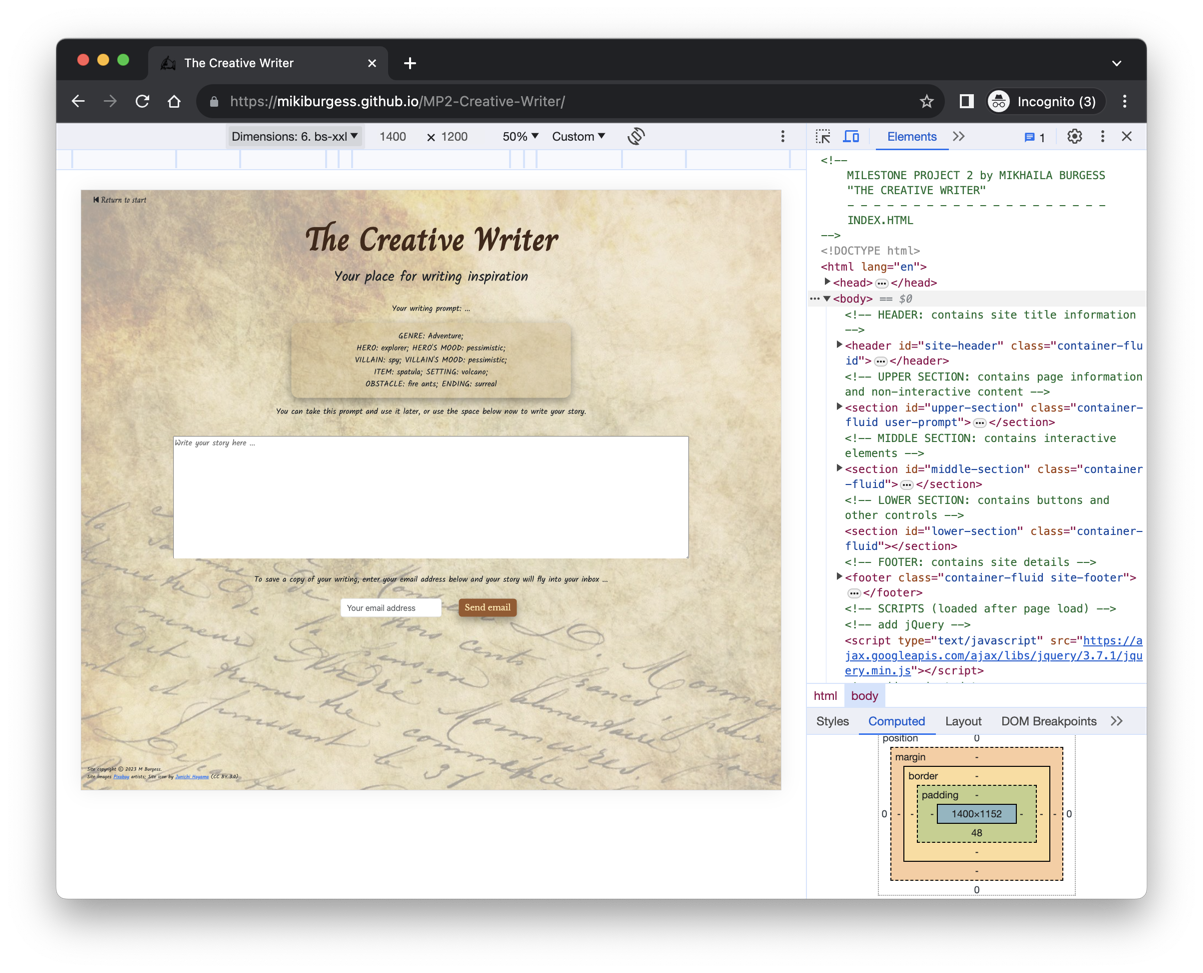 The Creative Writer
https://mikiburgess.github.io/MP2-Creative-Writer/
Incognito (3)
Dimensions: 6. bs-xxl ▼ 1400 × 1200 50% ▼ Custom ▼
Elements
1
Return to start
The Creative Writer
Your place for writing inspiration
Your writing prompt: ...
GENRE: Adventure;
HERO: explorer; HERO'S MOOD: pessimistic;
VILLAIN: spy; VILLAIN'S MOOD: pessimistic;
ITEM: spatula; SETTING: volcano;
OBSTACLE: fire ants; ENDING: surreal
You can take this prompt and use it later, or use the space below now to write your story.
Write your story here ...
To save a copy of your writing, enter your email address below and your story will fly into your inbox ...
Your email address
Send email
Site copyright © 2023 M Burgess.
Site images Pixabay artists; Site icon by Junichi Hayama (CC BY 3.0).
<!--
MILESTONE PROJECT 2 by MIKHAILA BURGESS
"THE CREATIVE WRITER"
- - - - - - - - - - - - - - - - - - - -
INDEX.HTML
-->
<!DOCTYPE html>
<html lang="en">
<head> ... </head>
<body> == $0
<!-- HEADER: contains site title information
-->
<header id="site-header" class="container-flu
id"> ... </header>
<!-- UPPER SECTION: contains page information
and non-interactive content -->
<section id="upper-section" class="container-
fluid user-prompt"> ... </section>
<!-- MIDDLE SECTION: contains interactive
elements -->
<section id="middle-section" class="container
-fluid"> ... </section>
<!-- LOWER SECTION: contains buttons and
other controls -->
<section id="lower-section" class="container-
fluid"></section>
<!-- FOOTER: contains site details -->
<footer class="container-fluid site-footer">
... </footer>
<!-- SCRIPTS (loaded after page load) -->
<!-- add jQuery -->
<script type="text/javascript" src="https://a
jax.googleapis.com/ajax/libs/jquery/3.7.1/jqu
ery.min.js"></script>
html body
Styles Computed Layout DOM Breakpoints
position 0
margin -
border -
padding -
0 - - - 1400×1152 - - - 0
48
-
-
0